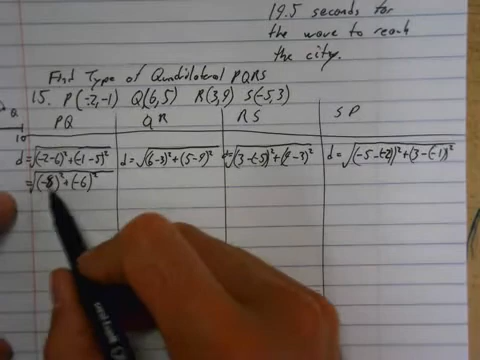 19.5 seconds for
the wave to reach
the city.
Find Type of Quadrilateral PQRS
15. P(-2,-1) Q(6,5) R(3,9) S(-5,3)
Q
10
PQ QR RS SP
d=√(-2-6)²+(-1-5)² d=√(6-3)²+(5-9)² d=√(3-(-5))²+(9-3)² d=√(-5-(-2))²+(3-(-1))²
=√(-8)²+(-6)²